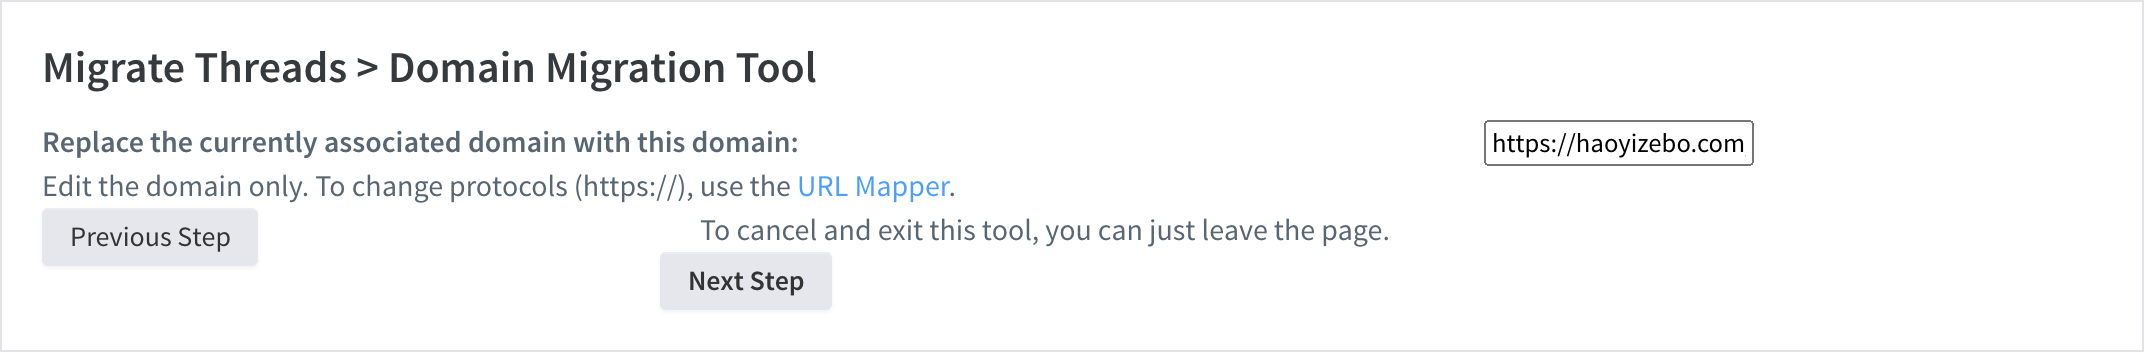 Migrate Threads > Domain Migration Tool
Replace the currently associated domain with this domain:
https://haoyizebo.com
Edit the domain only. To change protocols (https://), use the URL Mapper.
Previous Step
To cancel and exit this tool, you can just leave the page.
Next Step